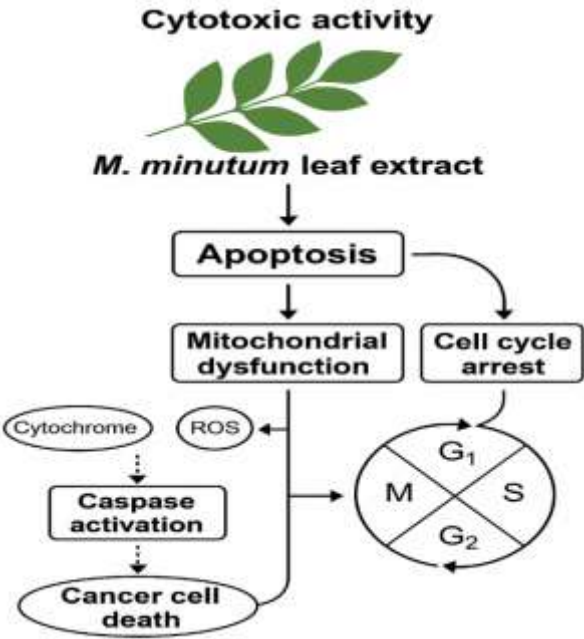 Cytotoxic activity
M. minutum leaf extract
Apoptosis
Mitochondrial
dysfunction
Cell cycle
arrest
Cytochrome
ROS
Caspase
activation
Cancer cell
death
G₁
M
S
G₂